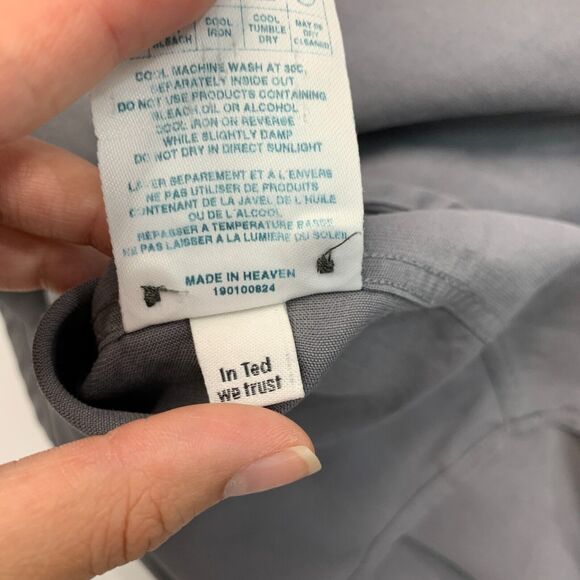 BLEACH COOL IRON COOL TUMBLE DRY MAY BE DRY CLEANED
COOL MACHINE WASH AT 30C,
SEPARATELY INSIDE OUT
DO NOT USE PRODUCTS CONTAINING
BLEACH,OIL OR ALCOHOL
COOL IRON ON REVERSE
WHILE SLIGHTLY DAMP
DO NOT DRY IN DIRECT SUNLIGHT
LAVER SEPAREMENT ET A L'ENVERS
NE PAS UTILISER DE PRODUITS
CONTENANT DE LA JAVEL DE L'HUILE
OU DE L'ALCOOL
REPASSER A TEMPERATURE BASSE
NE PAS LAISSER A LA LUMIERE DU SOLEIL
MADE IN HEAVEN
190100824
In Ted
we trust